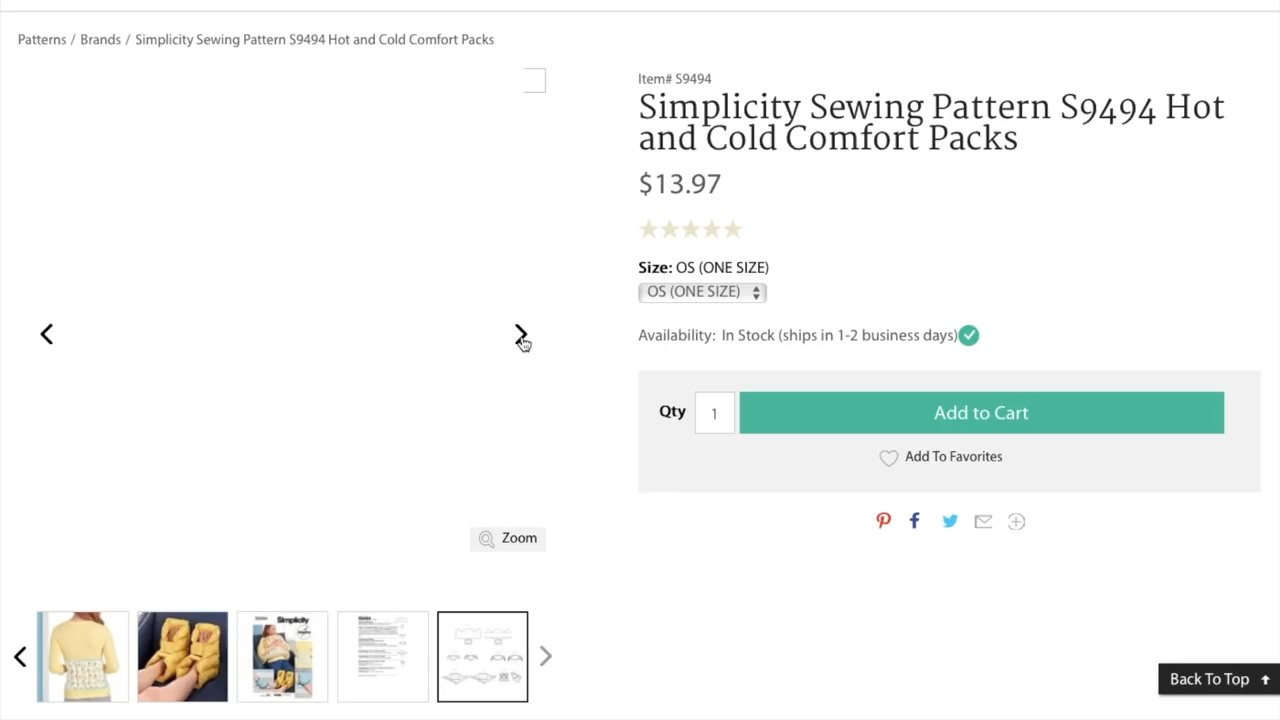 Patterns / Brands / Simplicity Sewing Pattern S9494 Hot and Cold Comfort Packs
Item# S9494
Simplicity Sewing Pattern S9494 Hot
and Cold Comfort Packs
$13.97
Size: OS (ONE SIZE)
OS (ONE SIZE)
Availability: In Stock (ships in 1-2 business days)
Qty 1 Add to Cart
Add To Favorites
Zoom
Simplicity
Back To Top